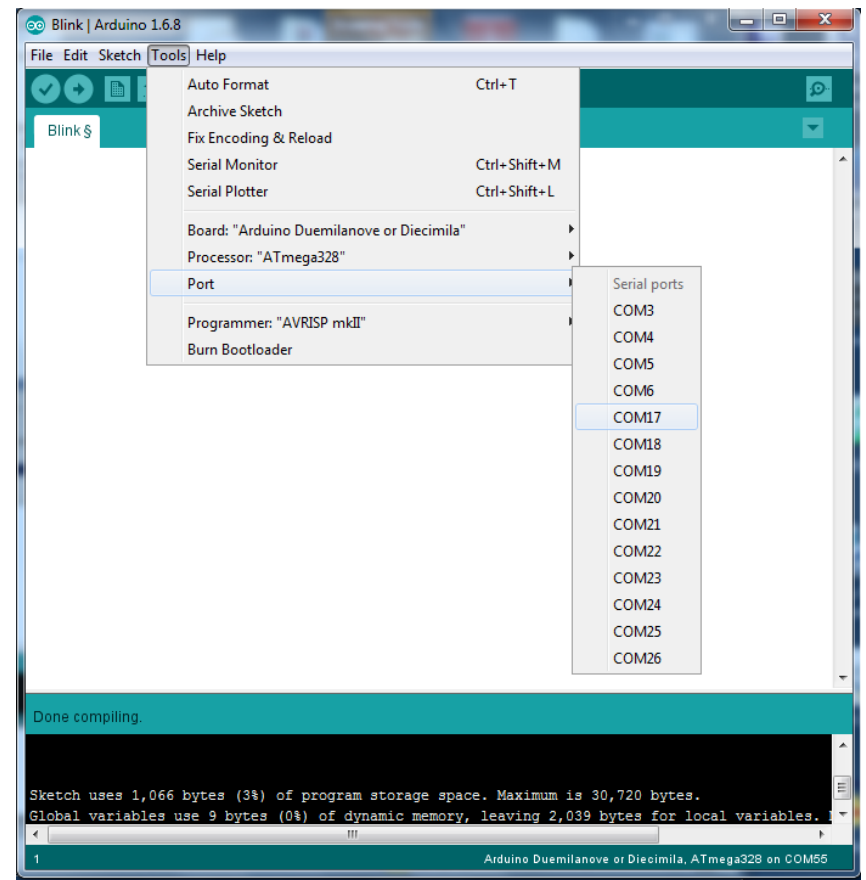 Blink | Arduino 1.6.8
File Edit Sketch Tools Help
Auto Format Ctrl+T
Archive Sketch
Fix Encoding & Reload
Serial Monitor Ctrl+Shift+M
Serial Plotter Ctrl+Shift+L
Board: "Arduino Duemilanove or Diecimila"
Processor: "ATmega328"
Port
Programmer: "AVRISP mkII"
Burn Bootloader
Blink §
Serial ports
COM3
COM4
COM5
COM6
COM17
COM18
COM19
COM20
COM21
COM22
COM23
COM24
COM25
COM26
Done compiling.
Sketch uses 1,066 bytes (3%) of program storage space. Maximum is 30,720 bytes.
Global variables use 9 bytes (0%) of dynamic memory, leaving 2,039 bytes for local variables.
1 Arduino Duemilanove or Diecimila, ATmega328 on COM55